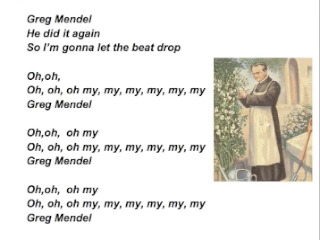 Greg Mendel
He did it again
So I'm gonna let the beat drop
Oh,oh,
Oh, oh, oh my, my, my, my, my, my
Greg Mendel
Oh,oh, oh my
Oh, oh, oh my, my, my, my, my, my
Greg Mendel
Oh,oh, oh my
Oh, oh, oh my, my, my, my, my, my
Greg Mendel